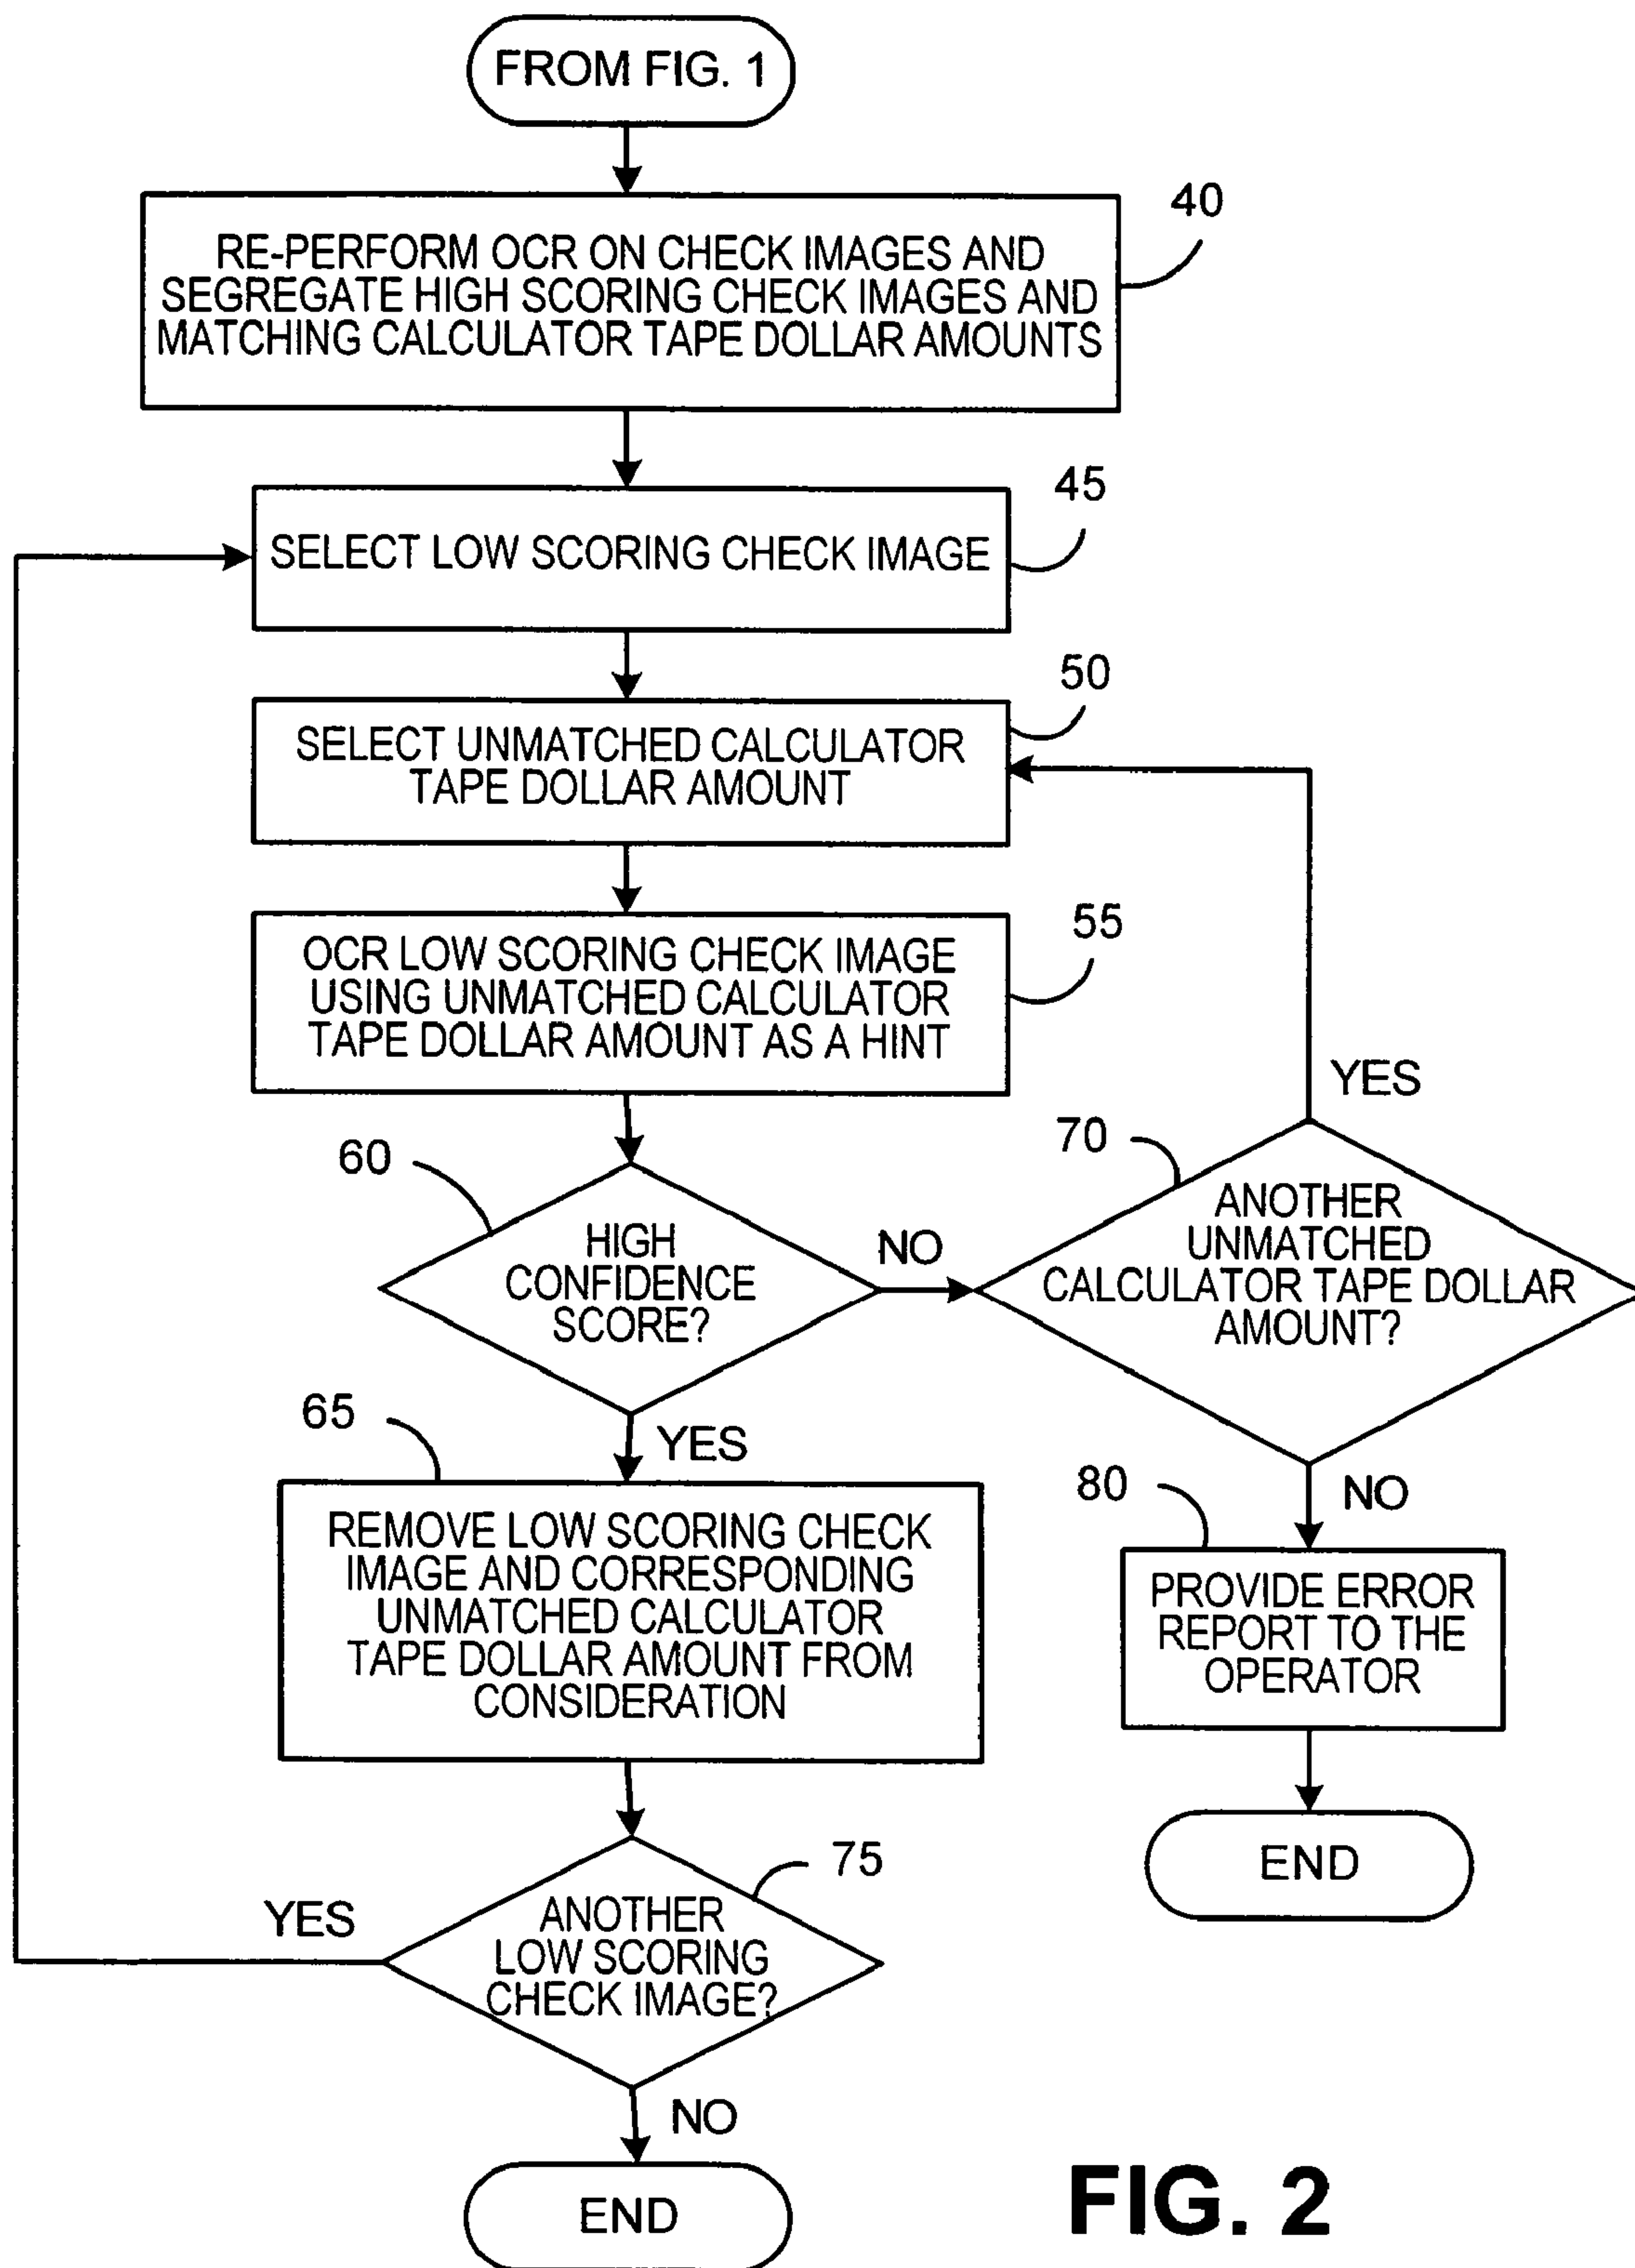 FROM FIG. 1
40
RE-PERFORM OCR ON CHECK IMAGES AND
SEGREGATE HIGH SCORING CHECK IMAGES AND
MATCHING CALCULATOR TAPE DOLLAR AMOUNTS
45
SELECT LOW SCORING CHECK IMAGE
50
SELECT UNMATCHED CALCULATOR
TAPE DOLLAR AMOUNT
55
OCR LOW SCORING CHECK IMAGE
USING UNMATCHED CALCULATOR
TAPE DOLLAR AMOUNT AS A HINT
YES
60
HIGH
CONFIDENCE
SCORE?
NO
70
ANOTHER
UNMATCHED
CALCULATOR TAPE DOLLAR
AMOUNT?
YES
65
REMOVE LOW SCORING CHECK
IMAGE AND CORRESPONDING
UNMATCHED CALCULATOR
TAPE DOLLAR AMOUNT FROM
CONSIDERATION
NO
80
PROVIDE ERROR
REPORT TO THE
OPERATOR
END
75
ANOTHER
LOW SCORING
CHECK IMAGE?
YES
NO
END
FIG. 2